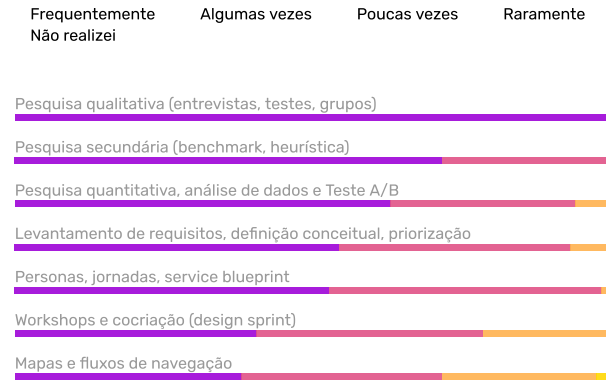 Frequentemente Algumas vezes Poucas vezes Raramente
Não realizei
Pesquisa qualitativa (entrevistas, testes, grupos)
Pesquisa secundária (benchmark, heurística)
Pesquisa quantitativa, análise de dados e Teste A/B
Levantamento de requisitos, definição conceitual, priorização
Personas, jornadas, service blueprint
Workshops e cocriação (design sprint)
Mapas e fluxos de navegação